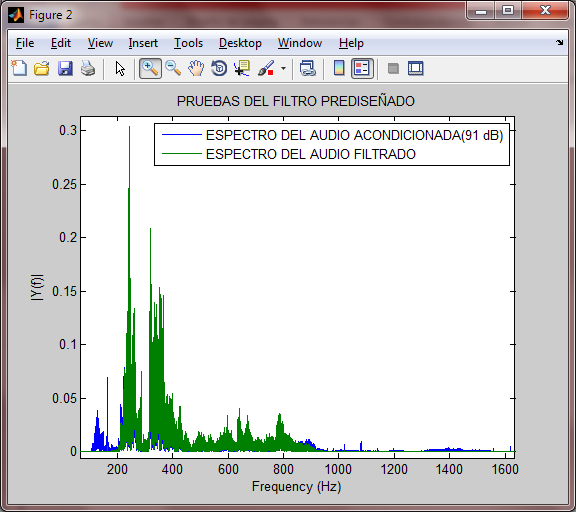 Figure 2
File Edit View Insert Tools Desktop Window Help
PRUEBAS DEL FILTRO PREDISEÑADO
ESPECTRO DEL AUDIO ACONDICIONADA(91 dB)
ESPECTRO DEL AUDIO FILTRADO
0.3
0.25
0.2
0.15
0.1
0.05
0
|Y(f)|
200 400 600 800 1000 1200 1400 1600
Frequency (Hz)